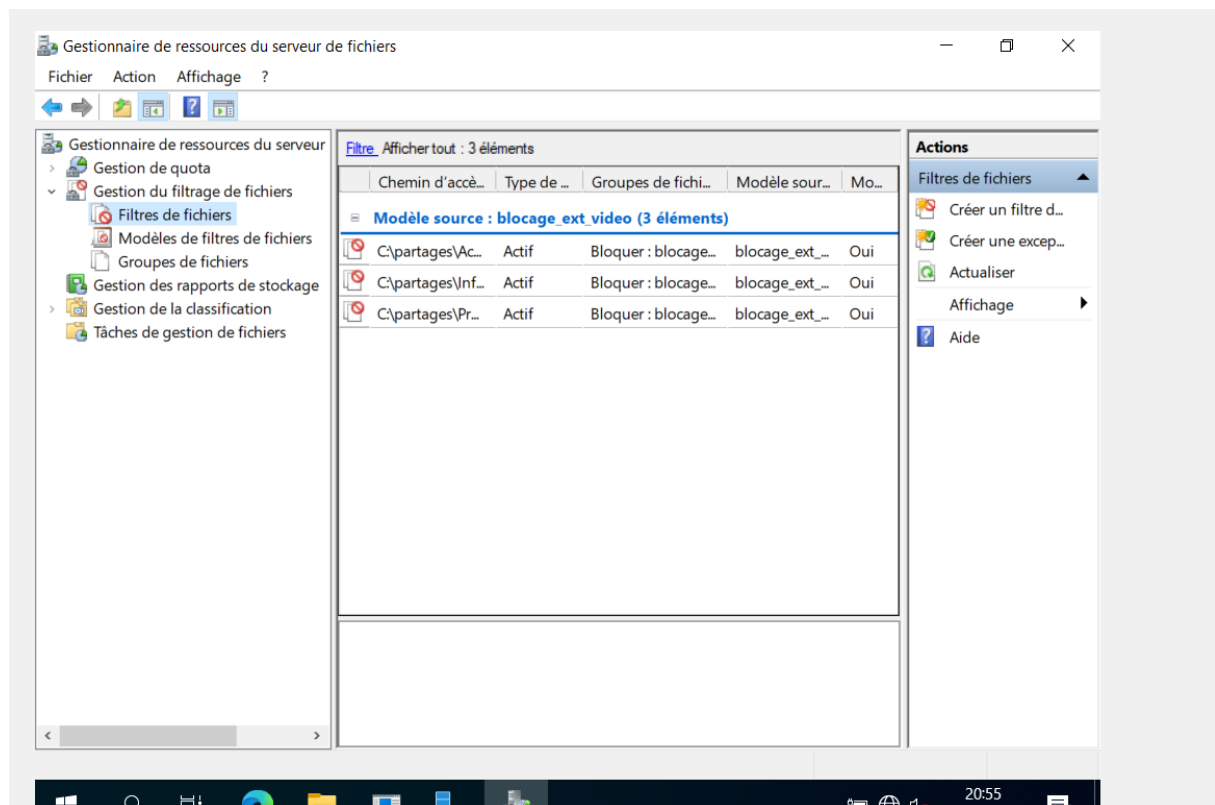 Gestionnaire de ressources du serveur de fichiers
Fichier Action Affichage ?
Gestionnaire de ressources du serveur
Gestion de quota
Gestion du filtrage de fichiers
Filtres de fichiers
Modèles de filtres de fichiers
Groupes de fichiers
Gestion des rapports de stockage
Gestion de la classification
Tâches de gestion de fichiers
Filtre Afficher tout : 3 éléments
Chemin d'accè... Type de ... Groupes de fichi... Modèle sour... Mo...
Modèle source : blocage_ext_video (3 éléments)
C:\partages\Ac... Actif Bloquer : blocage... blocage_ext_... Oui
C:\partages\Inf... Actif Bloquer : blocage... blocage_ext_... Oui
C:\partages\Pr... Actif Bloquer : blocage... blocage_ext_... Oui
Actions
Filtres de fichiers
Créer un filtre d...
Créer une excep...
Actualiser
Affichage
Aide
20:55